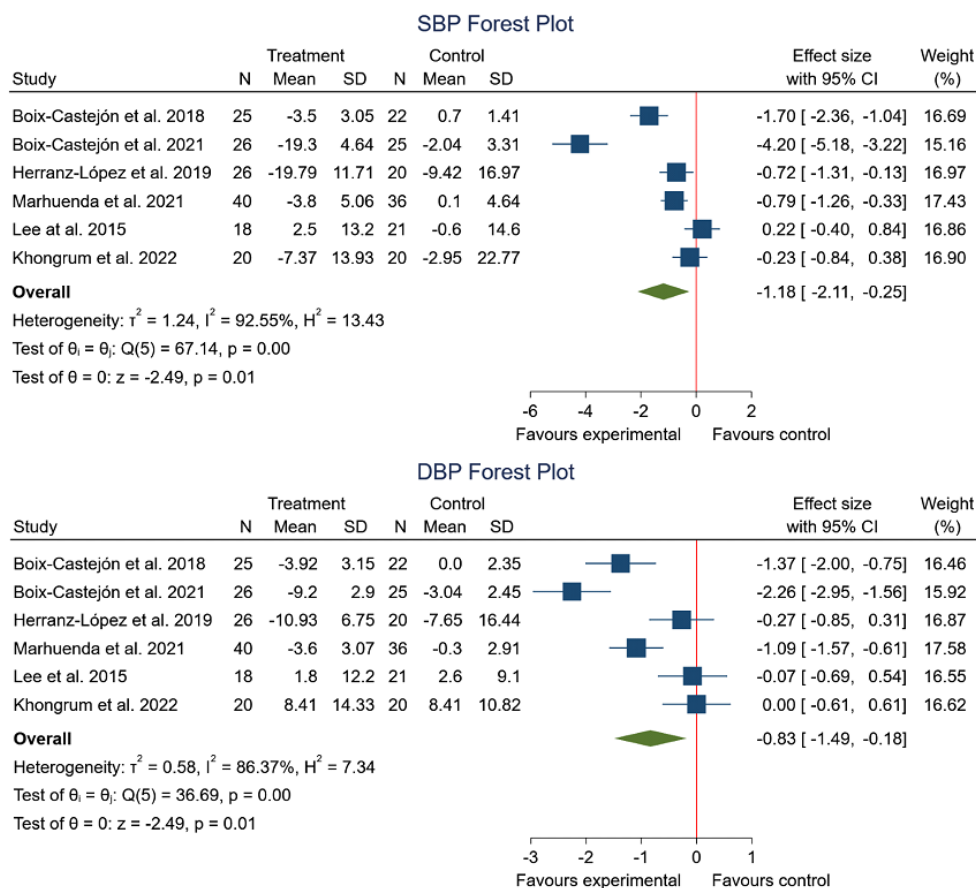 SBP Forest Plot
Treatment Control Effect size Weight
Study N Mean SD N Mean SD with 95% CI (%)
Boix-Castejón et al. 2018 25 -3.5 3.05 22 0.7 1.41 -1.70 [ -2.36, -1.04] 16.69
Boix-Castejón et al. 2021 26 -19.3 4.64 25 -2.04 3.31 -4.20 [ -5.18, -3.22] 15.16
Herranz-López et al. 2019 26 -19.79 11.71 20 -9.42 16.97 -0.72 [ -1.31, -0.13] 16.97
Marhuenda et al. 2021 40 -3.8 5.06 36 0.1 4.64 -0.79 [ -1.26, -0.33] 17.43
Lee at al. 2015 18 2.5 13.2 21 -0.6 14.6 0.22 [ -0.40, 0.84] 16.86
Khongrum et al. 2022 20 -7.37 13.93 20 -2.95 22.77 -0.23 [ -0.84, 0.38] 16.90
Overall -1.18 [ -2.11, -0.25]
Heterogeneity: τ² = 1.24, I² = 92.55%, H² = 13.43
Test of θᵢ = θⱼ: Q(5) = 67.14, p = 0.00
Test of θ = 0: z = -2.49, p = 0.01
-6 -4 -2 0 2
Favours experimental Favours control
DBP Forest Plot
Treatment Control Effect size Weight
Study N Mean SD N Mean SD with 95% CI (%)
Boix-Castejón et al. 2018 25 -3.92 3.15 22 0.0 2.35 -1.37 [ -2.00, -0.75] 16.46
Boix-Castejón et al. 2021 26 -9.2 2.9 25 -3.04 2.45 -2.26 [ -2.95, -1.56] 15.92
Herranz-López et al. 2019 26 -10.93 6.75 20 -7.65 16.44 -0.27 [ -0.85, 0.31] 16.87
Marhuenda et al. 2021 40 -3.6 3.07 36 -0.3 2.91 -1.09 [ -1.57, -0.61] 17.58
Lee et al. 2015 18 1.8 12.2 21 2.6 9.1 -0.07 [ -0.69, 0.54] 16.55
Khongrum et al. 2022 20 8.41 14.33 20 8.41 10.82 0.00 [ -0.61, 0.61] 16.62
Overall -0.83 [ -1.49, -0.18]
Heterogeneity: τ² = 0.58, I² = 86.37%, H² = 7.34
Test of θᵢ = θⱼ: Q(5) = 36.69, p = 0.00
Test of θ = 0: z = -2.49, p = 0.01
-3 -2 -1 0 1
Favours experimental Favours control